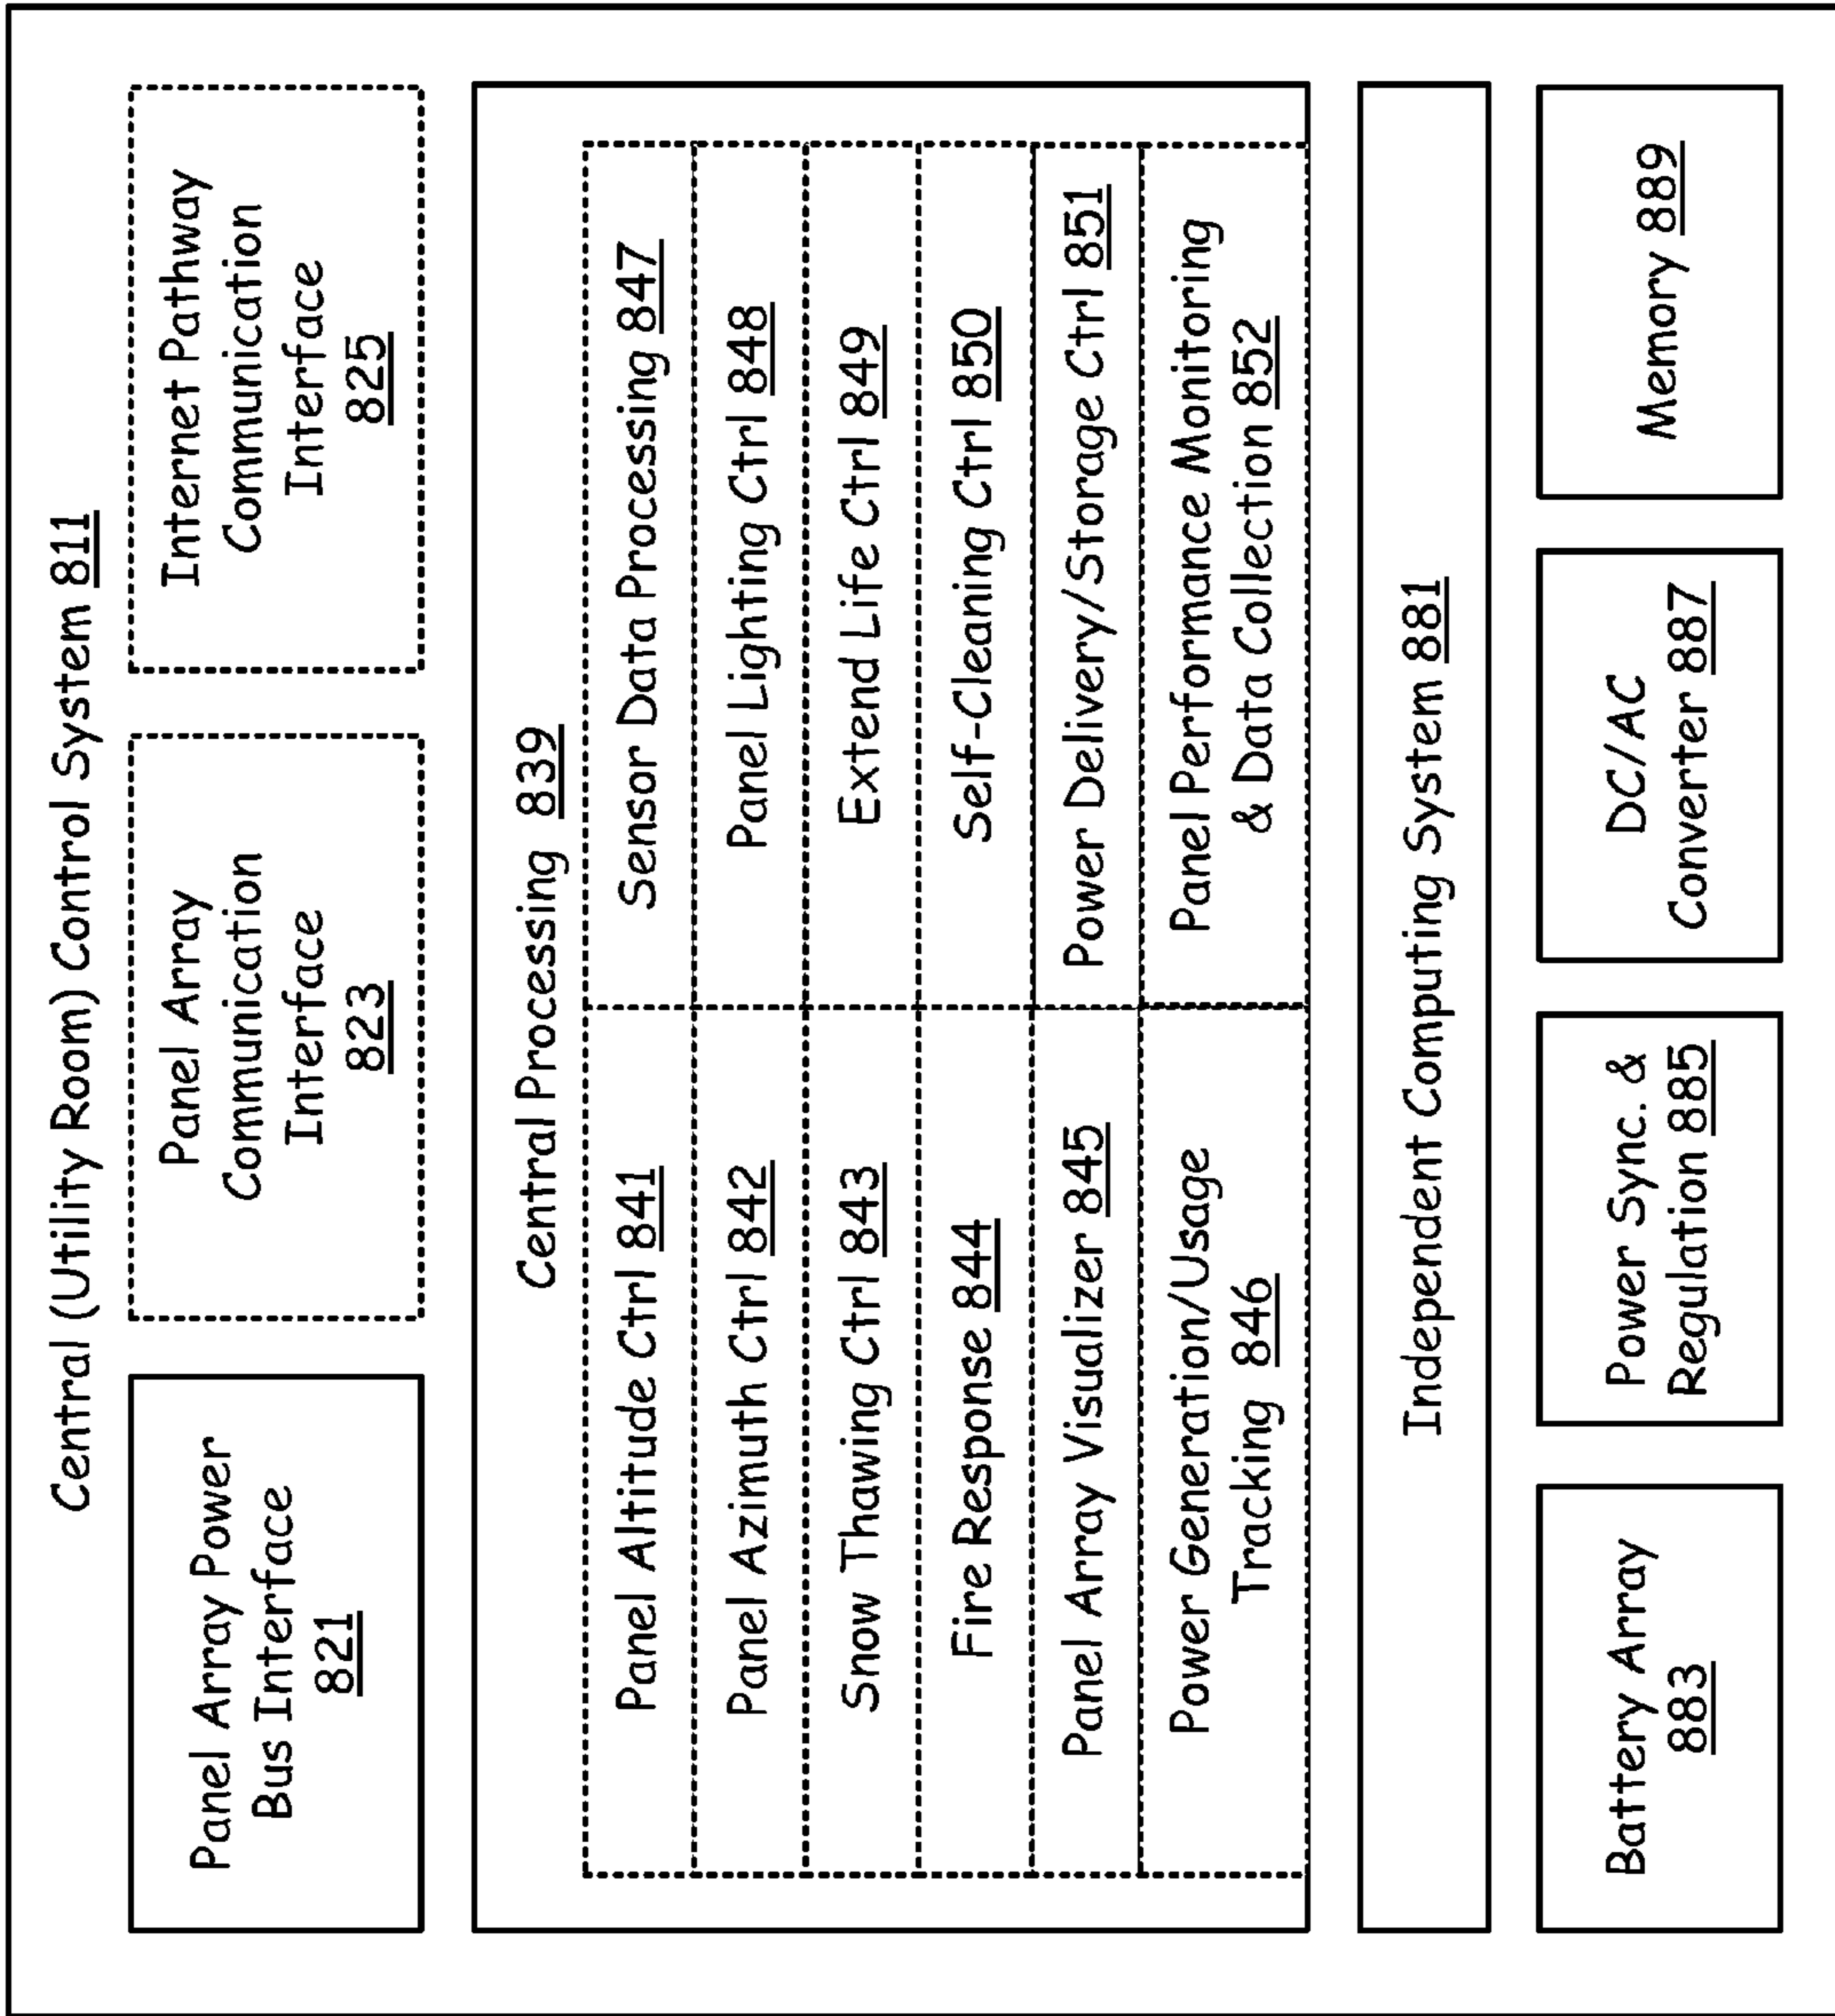 Central (Utility Room) Control System 811
Panel Array Power
Bus Interface
821
Panel Array
Communication
Interface
823
Internet Pathway
Communication
Interface
825
Central Processing 839
Panel Altitude Ctrl 841
Panel Azimuth Ctrl 842
Snow Thawing Ctrl 843
Fire Response 844
Panel Array Visualizer 845
Power Generation/Usage
Tracking 846
Sensor Data Processing 847
Panel Lighting Ctrl 848
Extend Life Ctrl 849
Self-Cleaning Ctrl 850
Power Delivery/Storage Ctrl 851
Panel Performance Monitoring
& Data Collection 852
Independent Computing System 881
Battery Array
883
Power Sync. &
Regulation 885
DC/AC
Converter 887
Memory 889